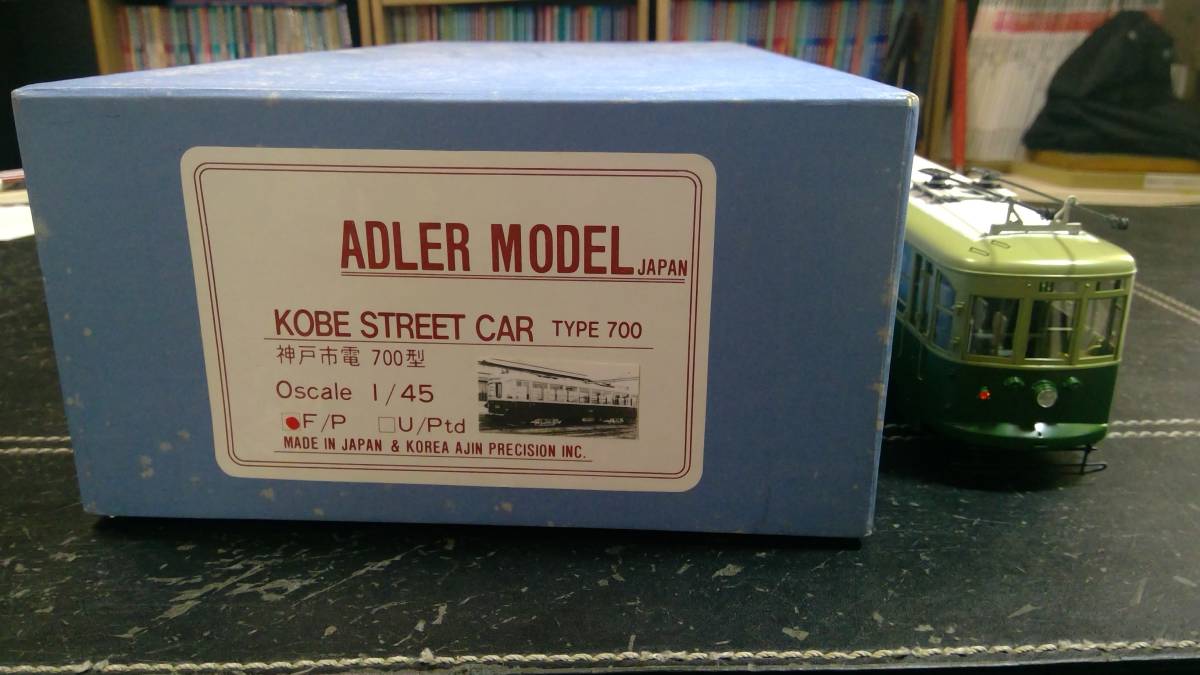 ADLER MODEL JAPAN
KOBE STREET CAR TYPE 700
神戸市電 700型
Oscale 1/45
F/P U/Ptd
MADE IN JAPAN & KOREA AJIN PRECISION INC.